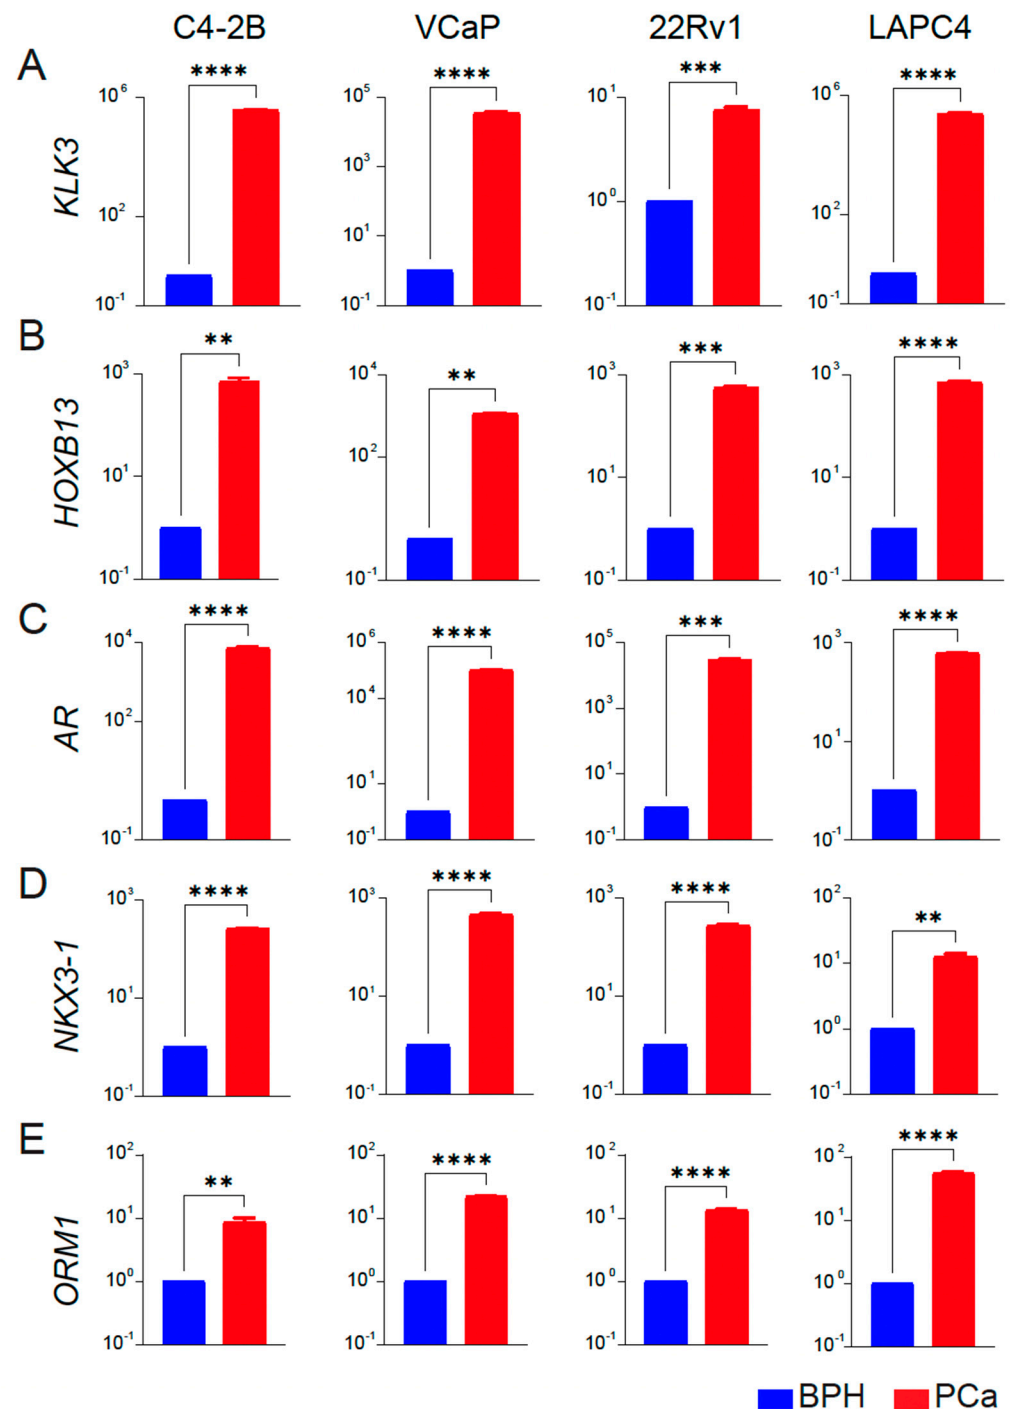 C4-2B VCaP 22Rv1 LAPC4
A
KLK3
**** **** *** ****
10^6 10^2 10^-1
10^5 10^3 10^1 10^-1
10^1 10^0 10^-1
10^6 10^2 10^-1
B
HOXB13
** ** *** ****
10^3 10^1 10^-1
10^4 10^2 10^-1
10^3 10^1 10^-1
10^3 10^1 10^-1
C
AR
**** **** *** ****
10^4 10^2 10^-1
10^6 10^4 10^1 10^-1
10^5 10^3 10^1 10^-1
10^3 10^1 10^-1
D
NKX3-1
**** **** **** **
10^3 10^1 10^-1
10^3 10^1 10^-1
10^3 10^1 10^-1
10^2 10^1 10^0 10^-1
E
ORM1
** **** **** ****
10^2 10^1 10^0 10^-1
10^2 10^1 10^0 10^-1
10^2 10^1 10^0 10^-1
10^2 10^1 10^0 10^-1
BPH PCa